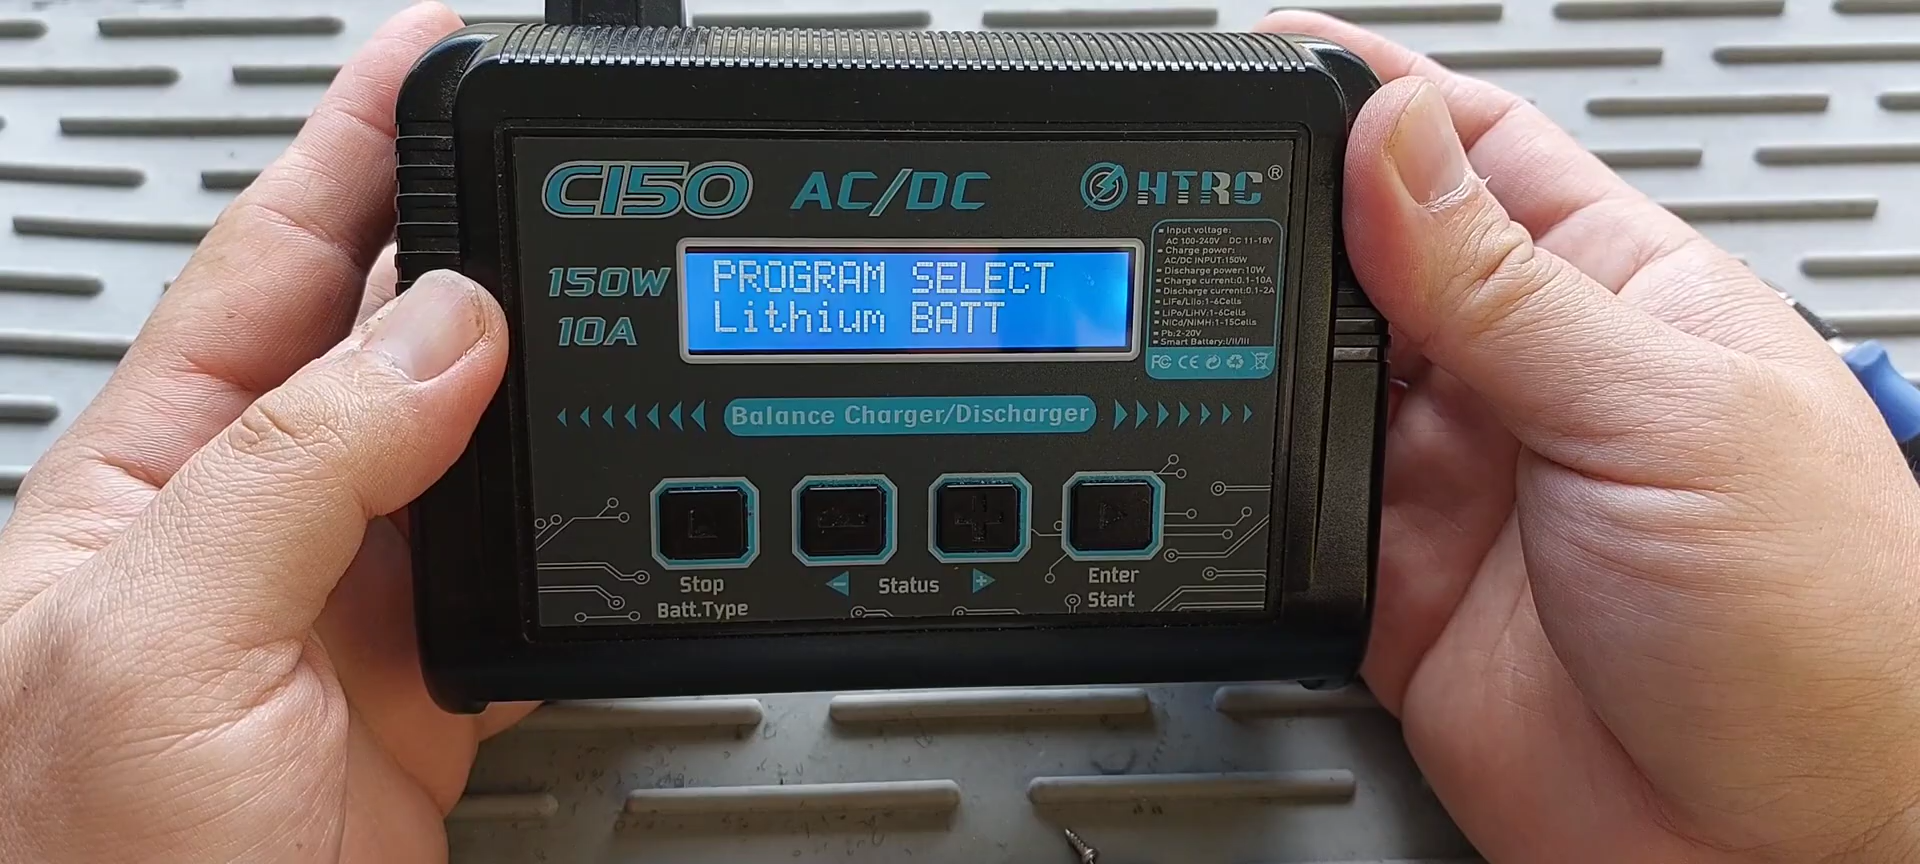 C150 AC/DC HTRC®
150W
10A
PROGRAM SELECT
Lithium BATT
Input voltage:
AC 100-240V DC 11-18V
Charge power:
AC/DC INPUT:150W
Discharge power:10W
Charge current:0.1-10A
Discharge current:0.1-2A
LiFe/LiIo:1-6Cells
LiPo/LiHV:1-6Cells
NiCd/NiMH:1-15Cells
Pb:2-20V
Smart Battery:I/II/III
FC CE
Balance Charger/Discharger
Stop
Batt.Type
- Status +
Enter
Start